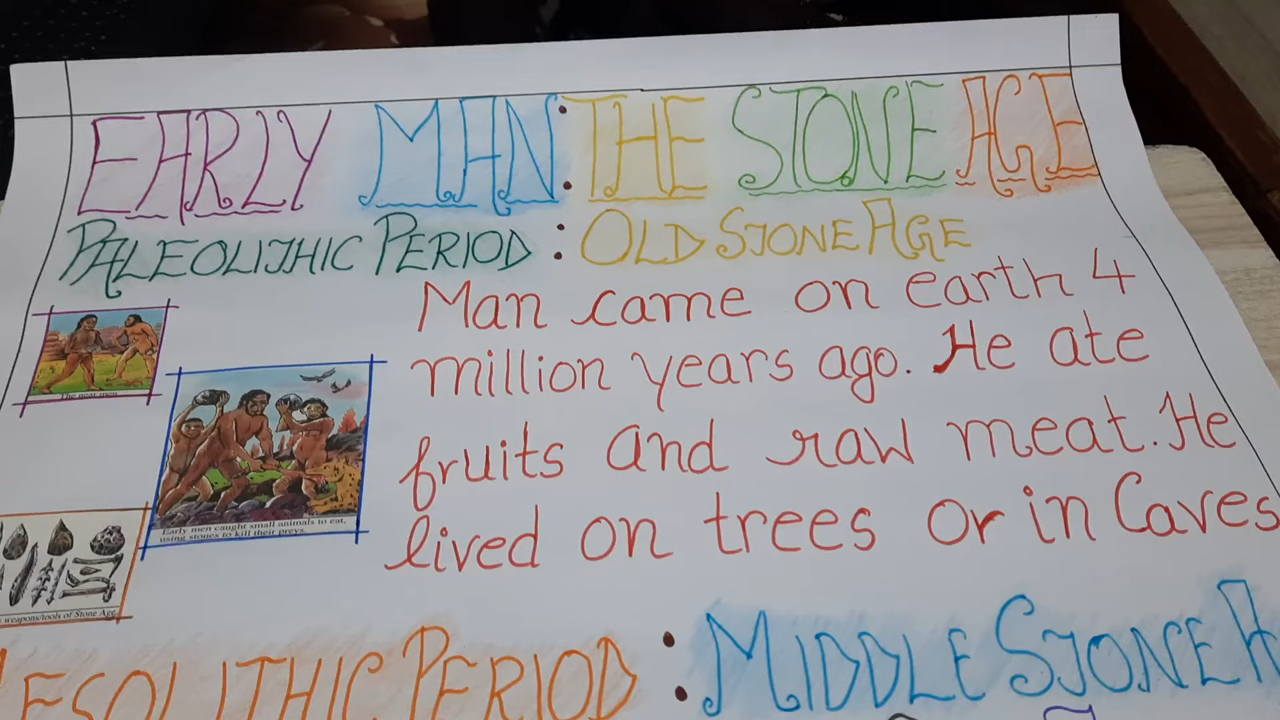 EARLY MAN : THE STONE AGE
PALEOLITHIC PERIOD : OLD STONE AGE
Man came on earth 4
million years ago. He ate
fruits and raw meat. He
lived on trees or in Caves
Early men caught small animals to eat,
using stones to kill their preys.
weapons/tools of Stone Age
ESOLITHIC PERIOD : MIDDLE STONE A